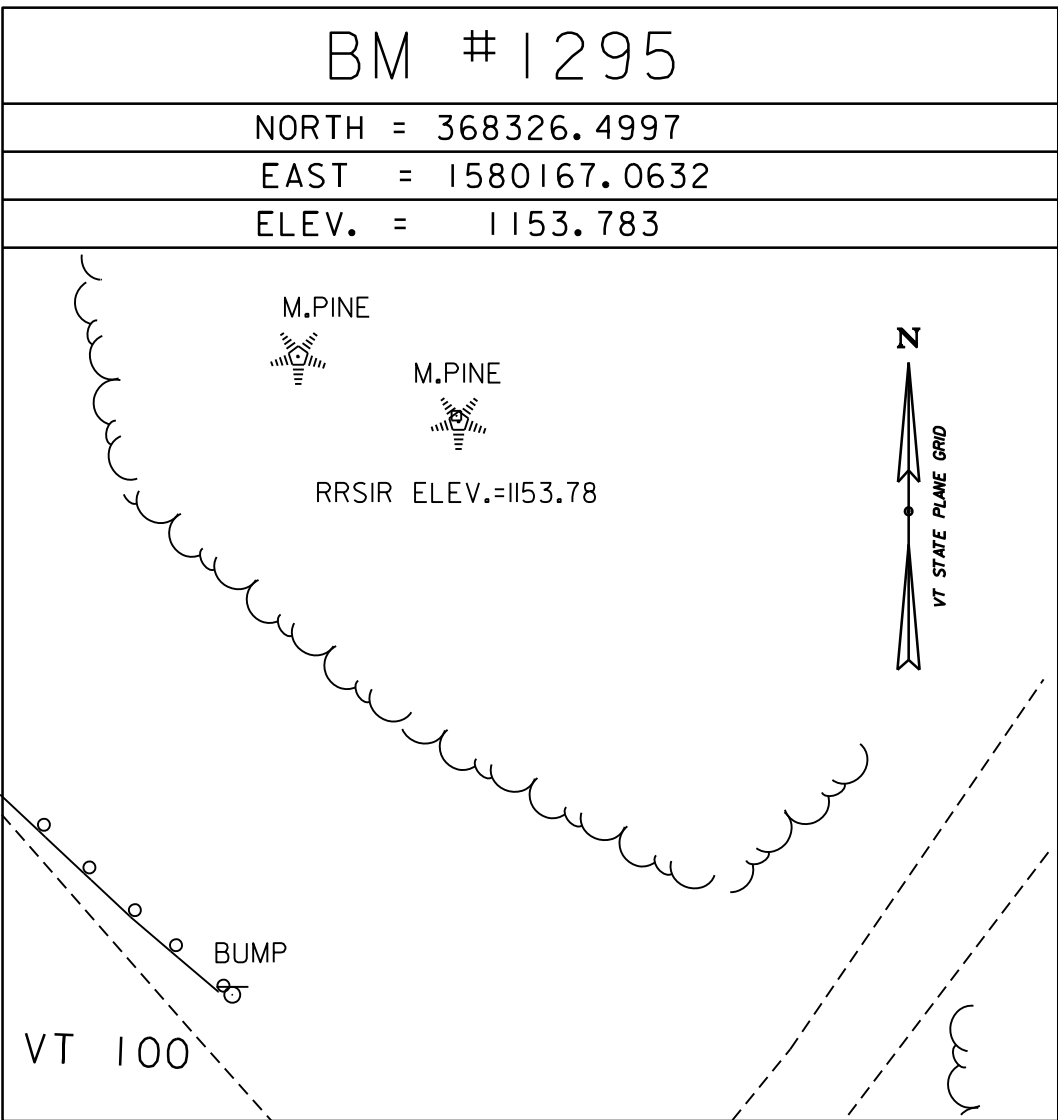 BM #1295
NORTH = 368326.4997
EAST = 1580167.0632
ELEV. = 1153.783
M.PINE
N
M.PINE
VT STATE PLANE GRID
RRSIR ELEV.=1153.78
BUMP
VT 100